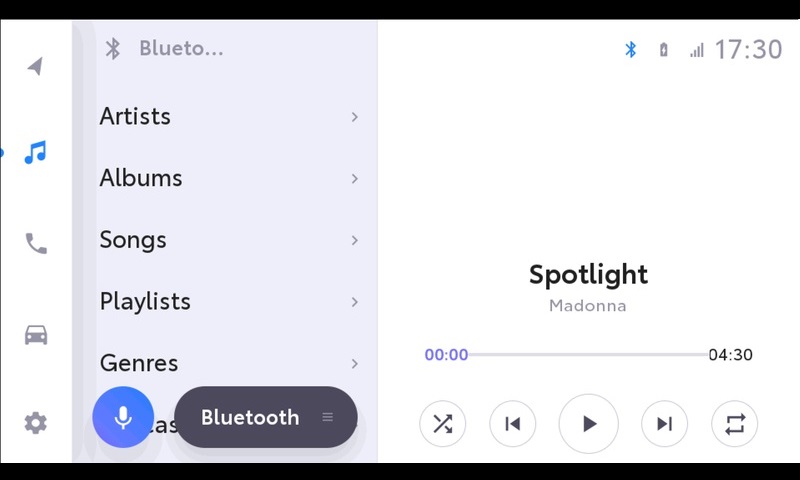 Blueto...
17:30
Artists
Albums
Songs
Playlists
Genres
Bluetooth
Spotlight
Madonna
00:00
04:30